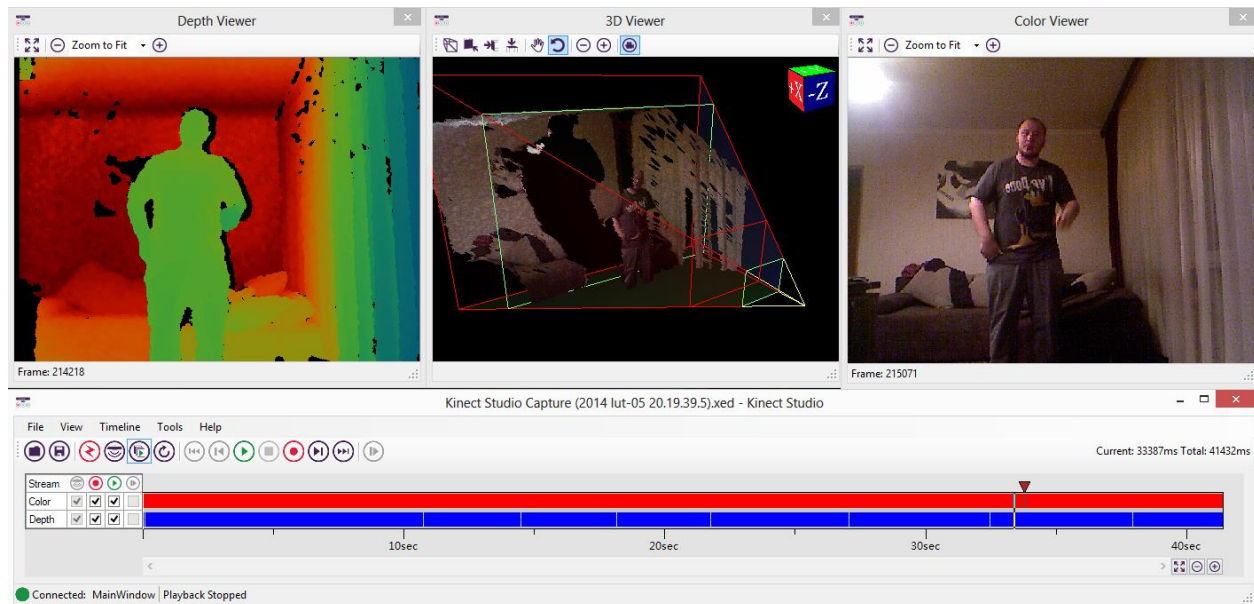 Depth Viewer
Zoom to Fit
Frame: 214218
3D Viewer
+X -Z
Color Viewer
Zoom to Fit
Frame: 215071
Kinect Studio Capture (2014 lut-05 20.19.39.5).xed - Kinect Studio
File View Timeline Tools Help
Current: 33387ms Total: 41432ms
Stream
Color
Depth
10sec 20sec 30sec 40sec
Connected: MainWindow Playback Stopped